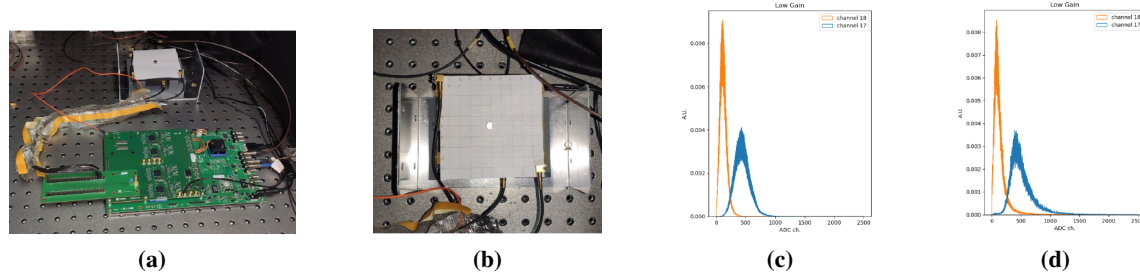 Low Gain
channel 18
channel 17
A.U.
0.008
0.006
0.004
0.002
0.000
0
500
1000
1500
2000
2500
ADC ch.
Low Gain
channel 18
channel 17
A.U.
0.008
0.007
0.006
0.005
0.004
0.003
0.002
0.001
0.000
0
500
1000
1500
2000
ADC ch.
(a)
(b)
(c)
(d)